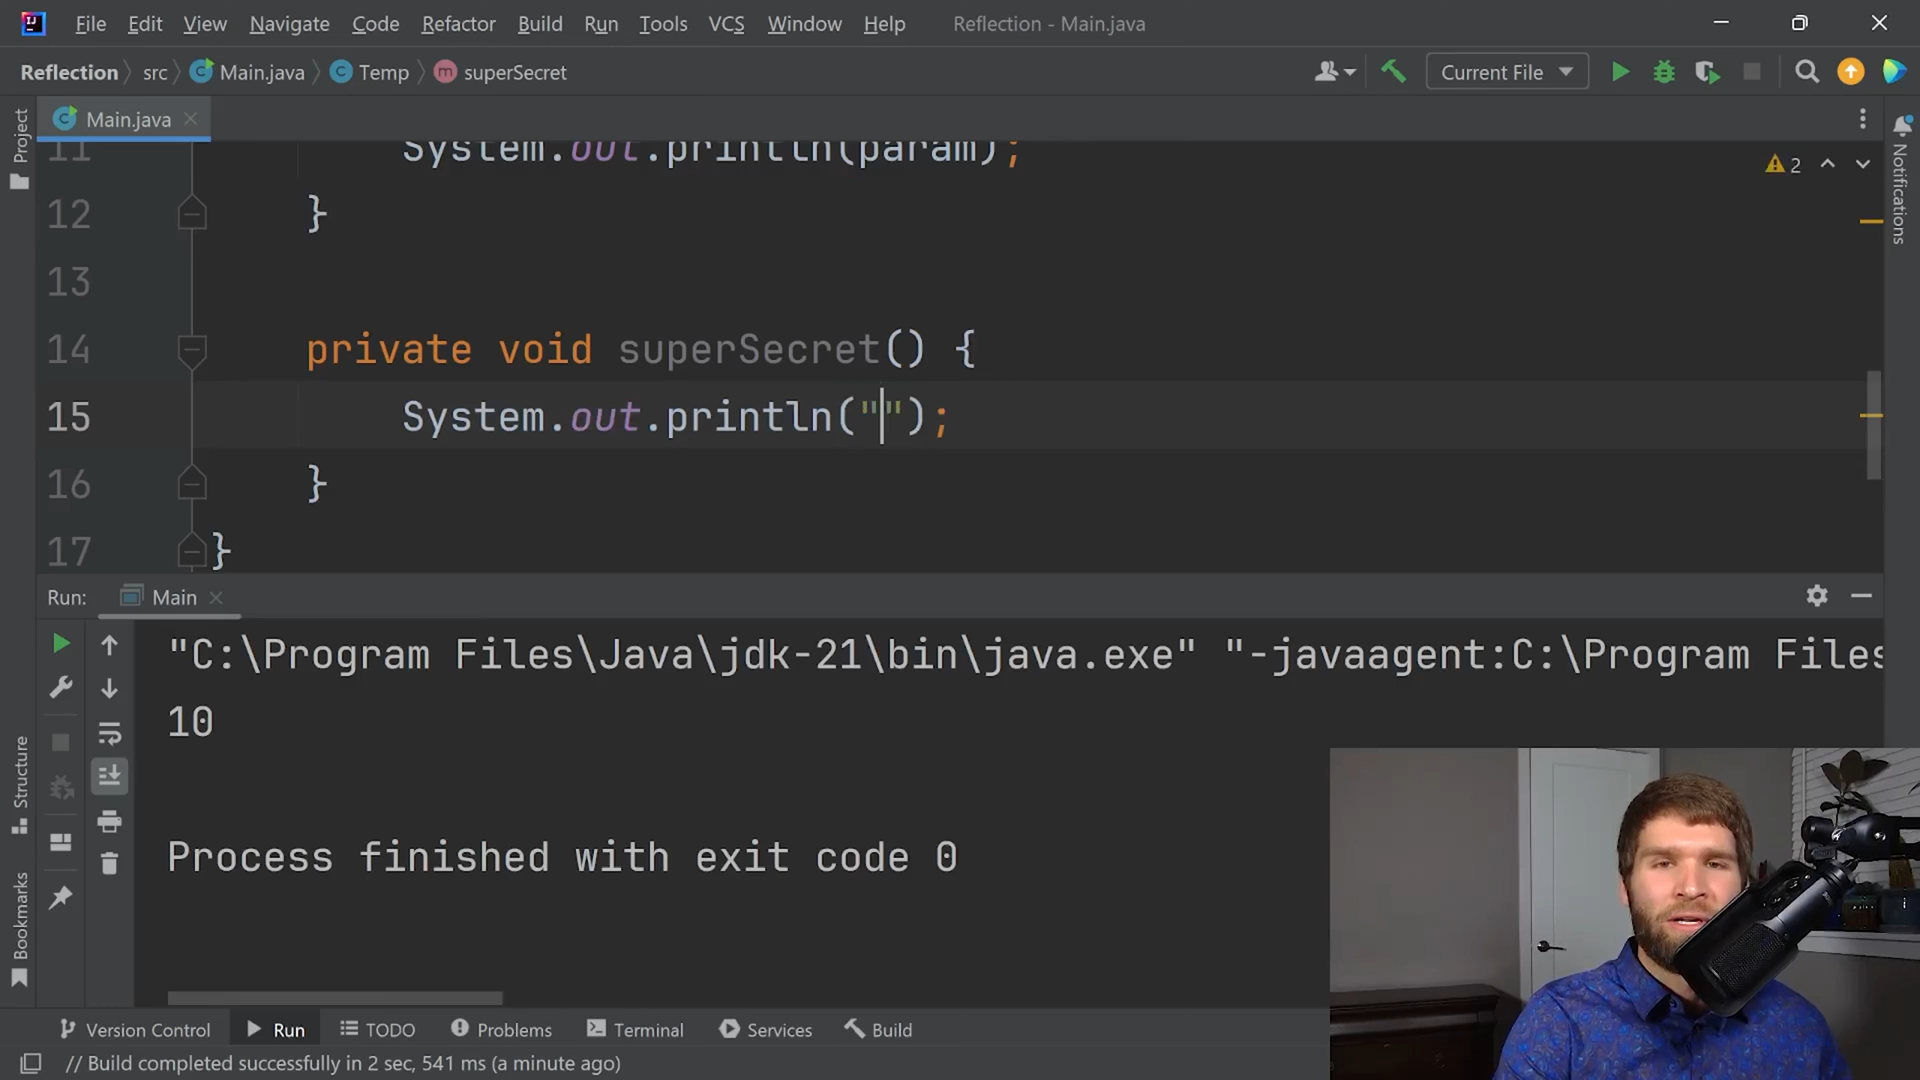 File Edit View Navigate Code Refactor Build Run Tools VCS Window Help Reflection - Main.java
Reflection src Main.java Temp superSecret Current File
Project Main.java
11 System.out.println(param);
2
12 }
13
14 private void superSecret() {
15 System.out.println("");
16 }
17 }
Notifications
Run: Main
"C:\Program Files\Java\jdk-21\bin\java.exe" "-javaagent:C:\Program Files
10
Process finished with exit code 0
Structure
Bookmarks
Version Control Run TODO Problems Terminal Services Build
// Build completed successfully in 2 sec, 541 ms (a minute ago)